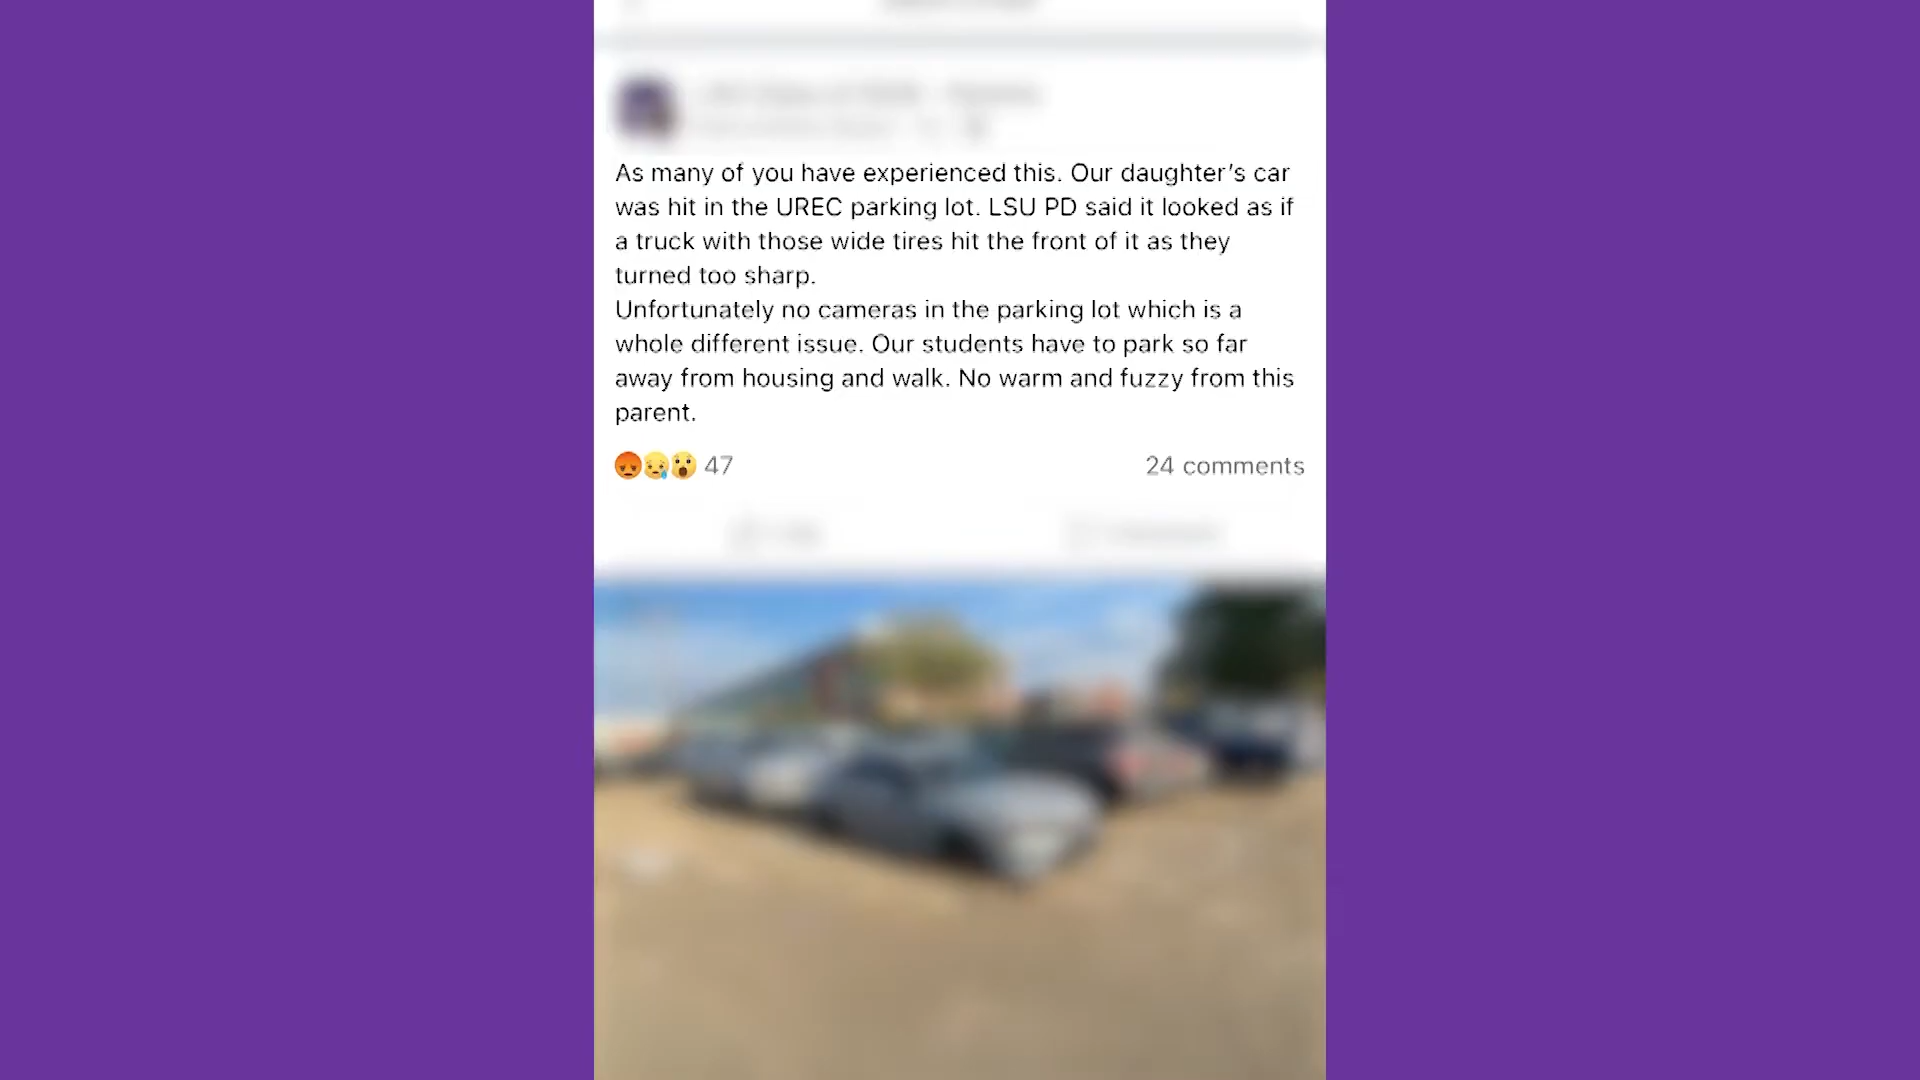 As many of you have experienced this. Our daughter's car
was hit in the UREC parking lot. LSU PD said it looked as if
a truck with those wide tires hit the front of it as they
turned too sharp.
Unfortunately no cameras in the parking lot which is a
whole different issue. Our students have to park so far
away from housing and walk. No warm and fuzzy from this
parent.
47
24 comments